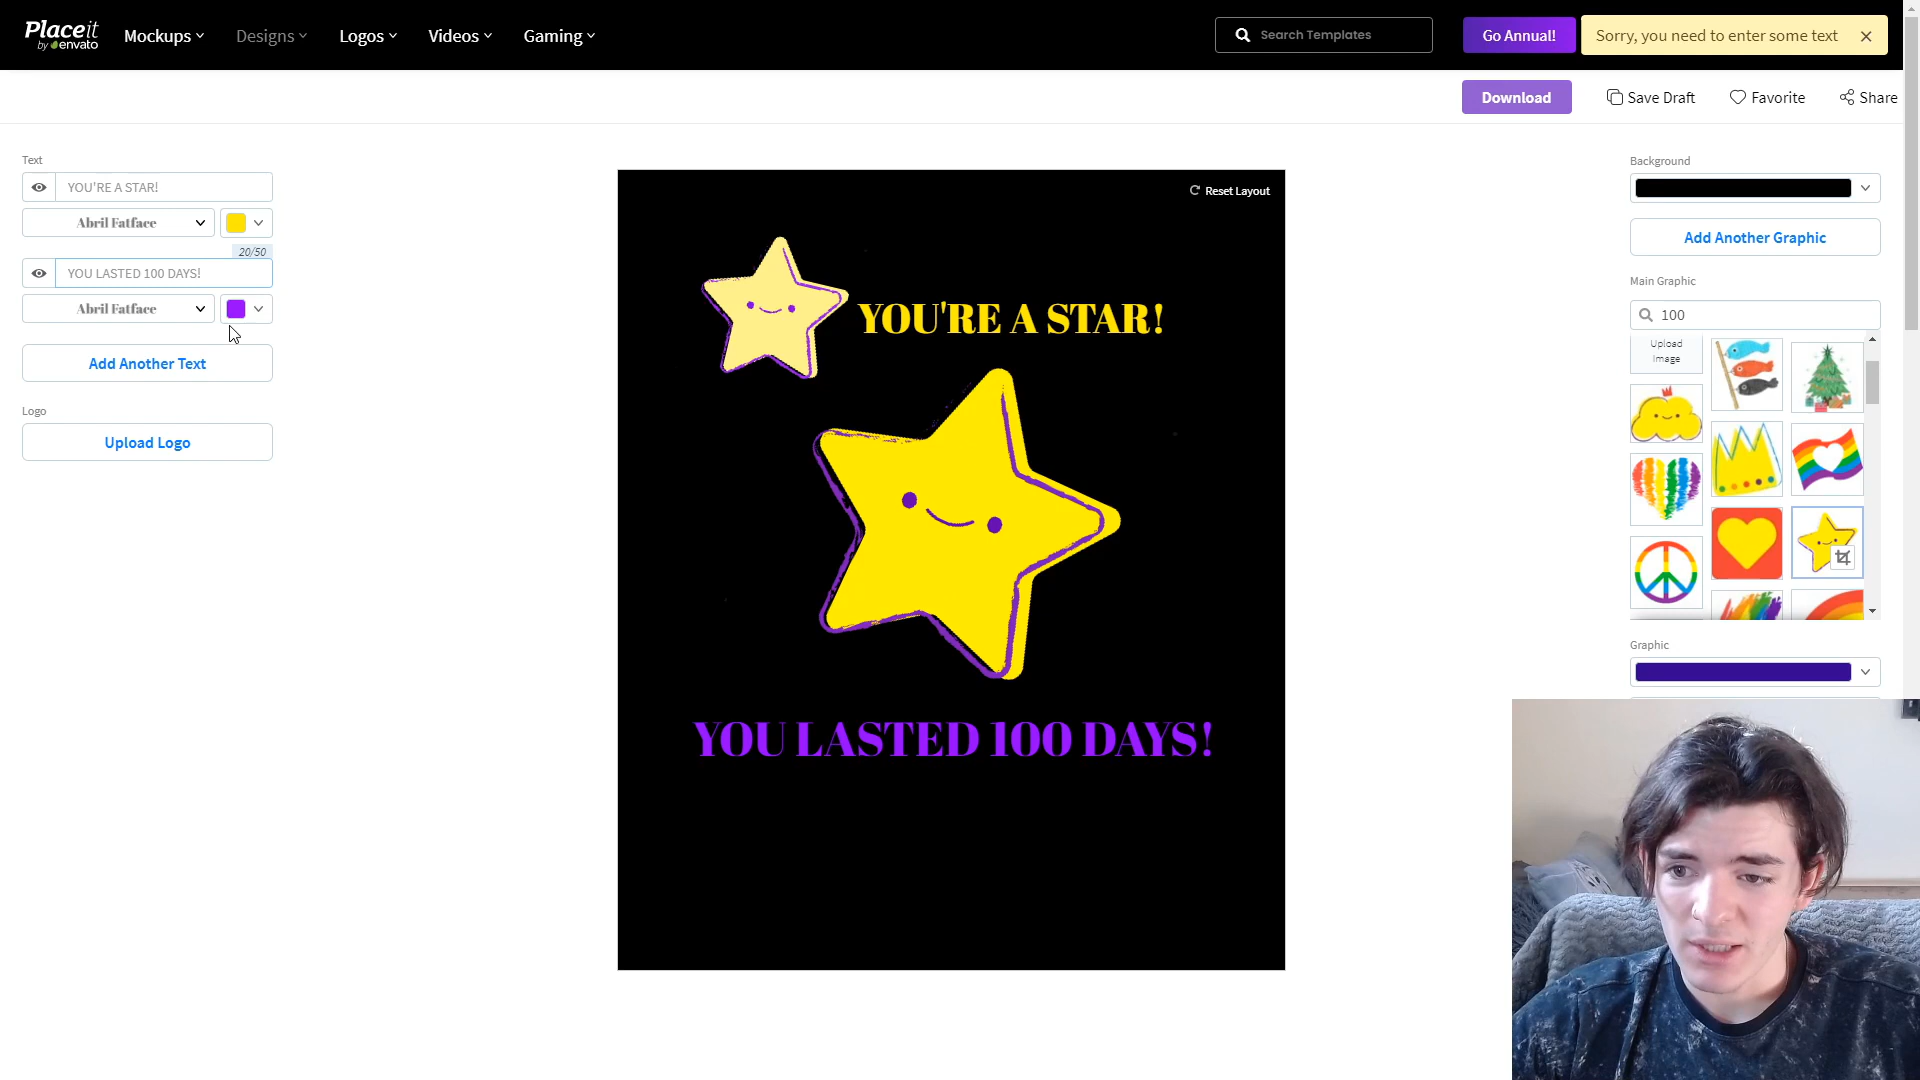 Placeit
by envato
Mockups
Designs
Logos
Videos
Gaming
Search Templates
Go Annual!
Sorry, you need to enter some text
Download
Save Draft
Favorite
Share
Text
YOU'RE A STAR!
Abril Fatface
20/50
YOU LASTED 100 DAYS!
Abril Fatface
Add Another Text
Logo
Upload Logo
Reset Layout
YOU'RE A STAR!
YOU LASTED 100 DAYS!
Background
Add Another Graphic
Main Graphic
100
Upload
Image
Graphic